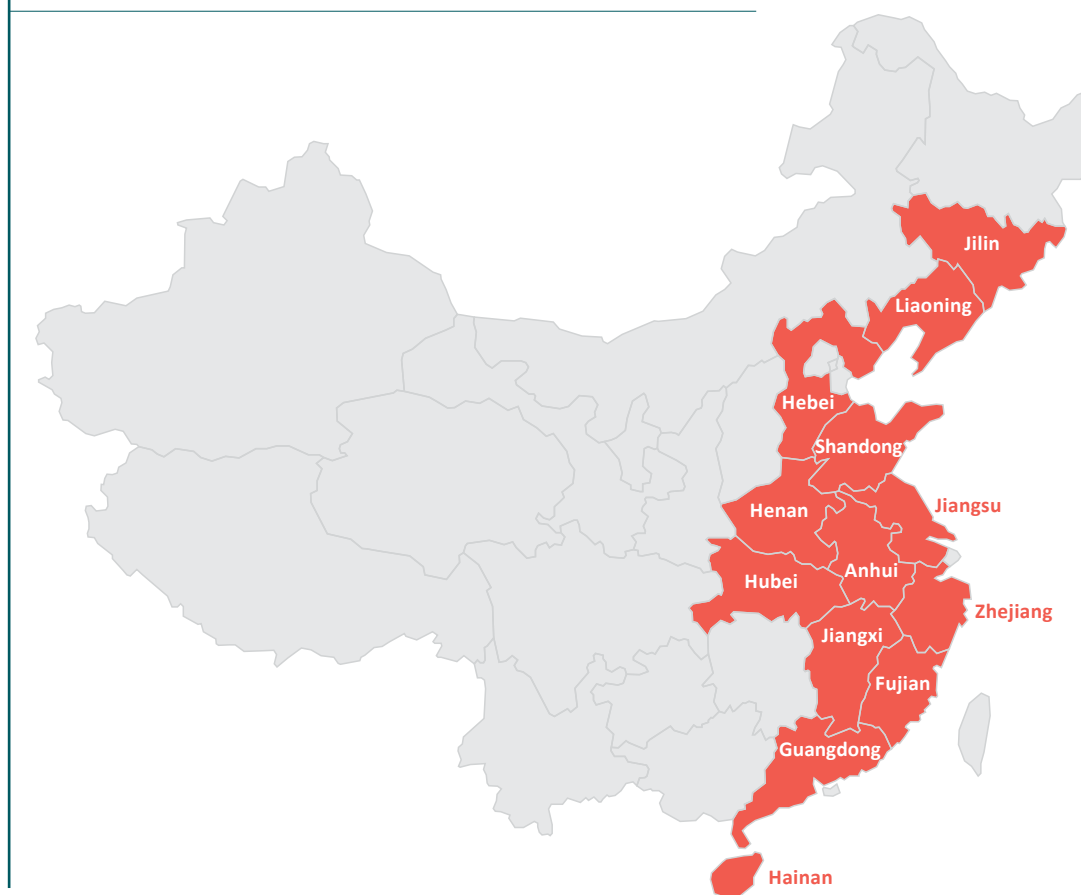 Jilin
Liaoning
Hebei
Shandong
Jiangsu
Henan
Anhui
Hubei
Zhejiang
Jiangxi
Fujian
Guangdong
Hainan